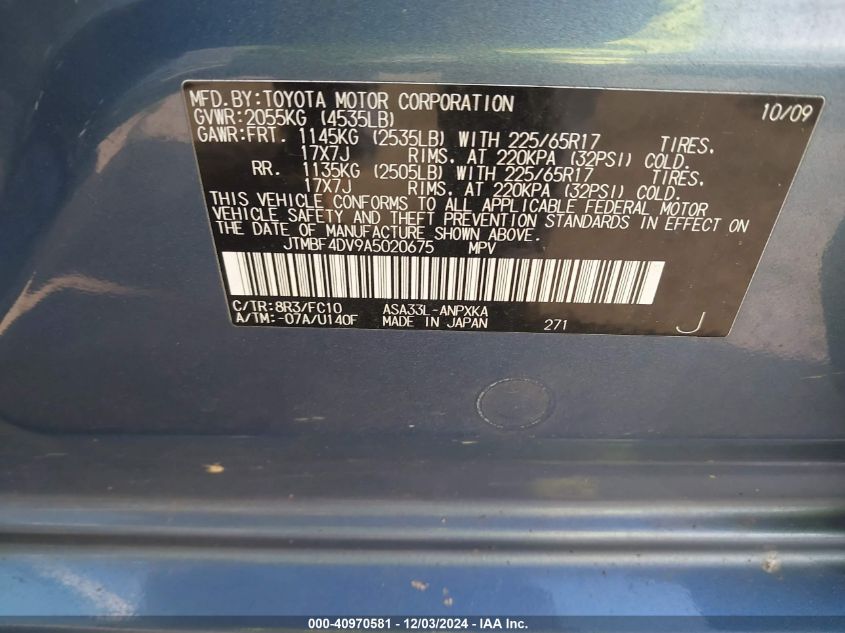 MFD.BY:TOYOTA MOTOR CORPORATION 10/09
GVWR:2055KG (4535LB)
GAWR:FRT. 1145KG (2535LB) WITH 225/65R17 TIRES,
17X7J RIMS, AT 220KPA (32PSI) COLD.
RR. 1135KG (2505LB) WITH 225/65R17 TIRES,
17X7J RIMS, AT 220KPA (32PSI) COLD.
THIS VEHICLE CONFORMS TO ALL APPLICABLE FEDERAL MOTOR
VEHICLE SAFETY AND THEFT PREVENTION STANDARDS IN EFFECT ON
THE DATE OF MANUFACTURE SHOWN ABOVE.
JTMBF4DV9A5020675 MPV
C/TR:8R3/FC10 ASA33L-ANPXKA
A/TM:-07A/U140F MADE IN JAPAN 271 J
000-40970581 - 12/03/2024 - IAA Inc.